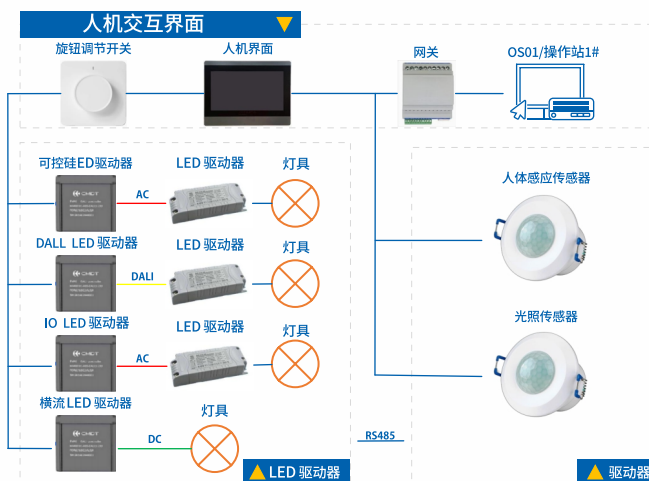 人机交互界面
旋钮调节开关
人机界面
网关
OS01/操作站1#
可控硅ED驱动器
LED 驱动器
灯具
人体感应传感器
CHET
AC
DALL LED 驱动器
LED 驱动器
灯具
CHET
DALI
IO LED 驱动器
LED 驱动器
灯具
光照传感器
CHET
AC
横流LED 驱动器
灯具
CHET
DC
RS485
LED 驱动器
驱动器